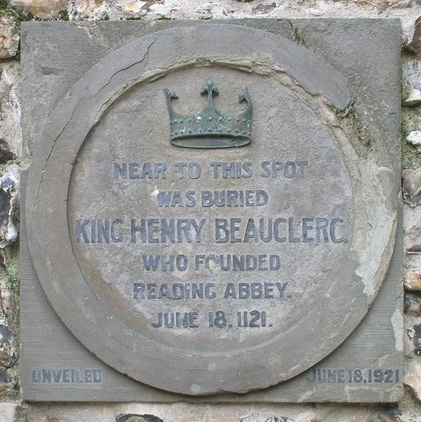 NEAR TO THIS SPOT
WAS BURIED
KING HENRY BEAUCLERC.
WHO FOUNDED
READING ABBEY.
JUNE 18. 1121.
UNVEILED JUNE 18, 1921